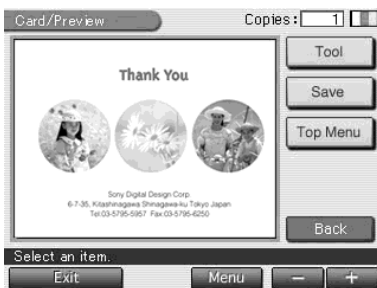 Card/Preview
Copies: 1
Tool
Thank You
Save
Top Menu
Sony Digital Design Corp
6-7-35, Kitashinagawa Shinagawa-ku Tokyo Japan
Tel:03-5795-5957 Fax:03-5795-6250
Back
Select an item.
Exit
Menu
− +